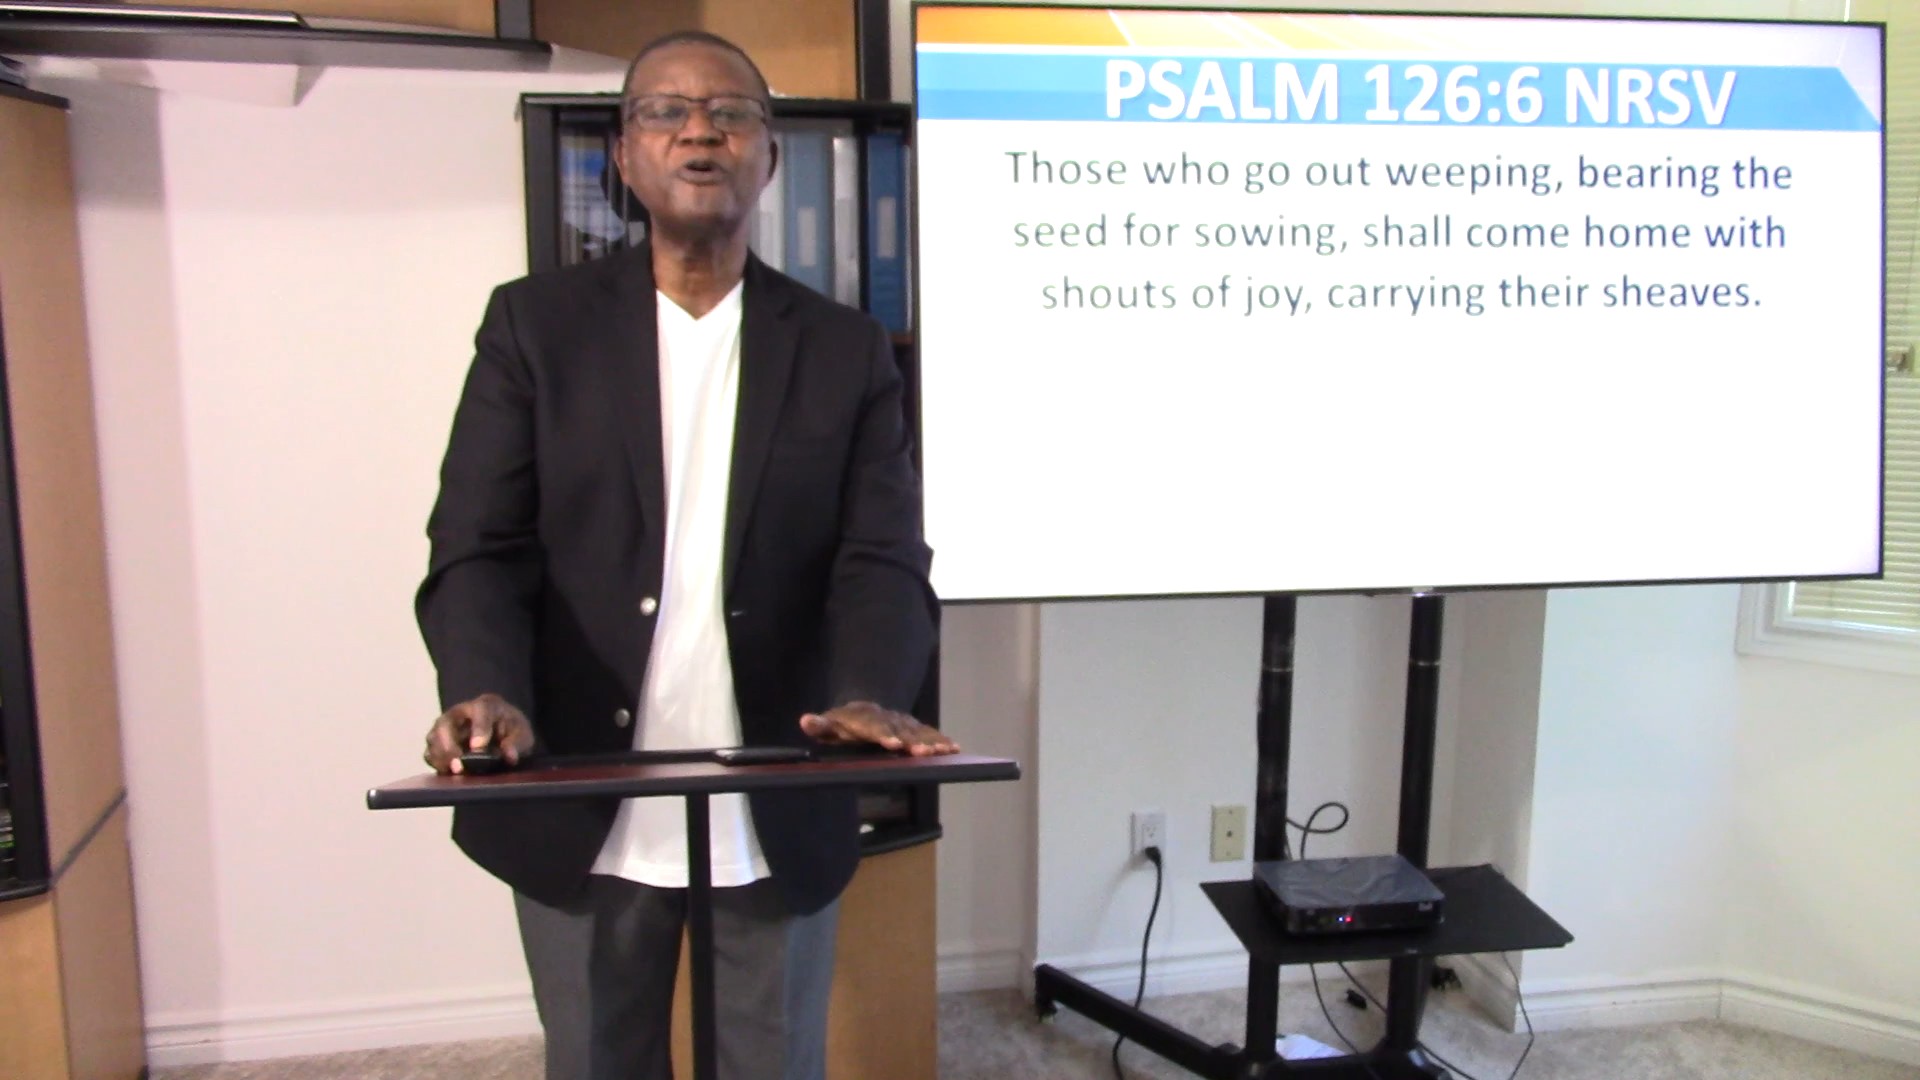 PSALM 126:6 NRSV
Those who go out weeping, bearing the
seed for sowing, shall come home with
shouts of joy, carrying their sheaves.